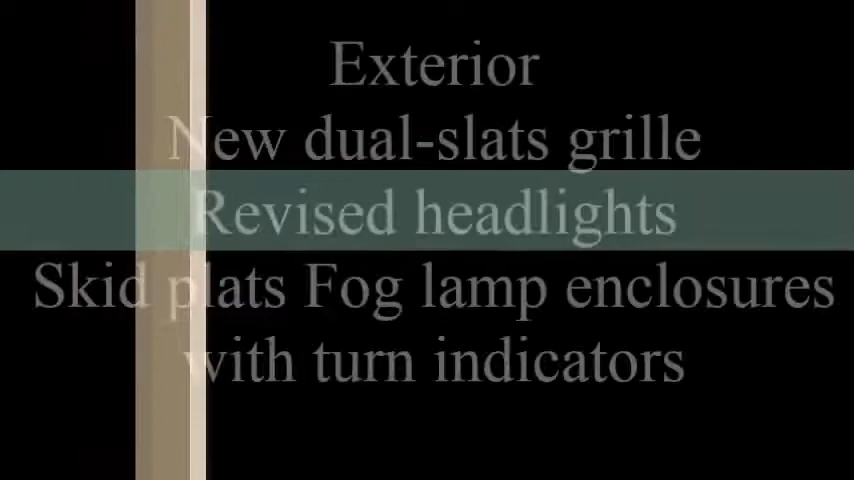 Exterior
New dual-slats grille
Revised headlights
Skid plats Fog lamp enclosures
with turn indicators